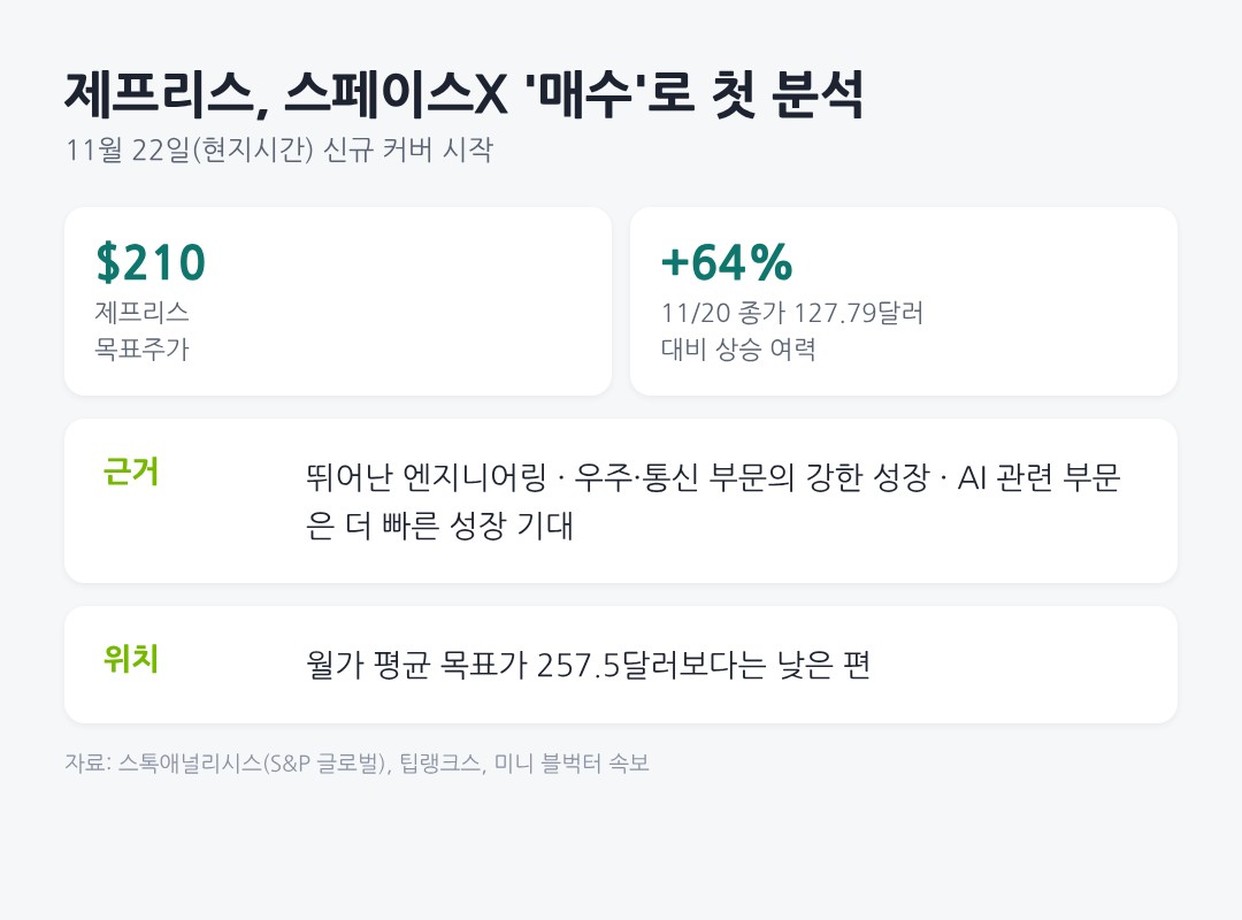 제프리스, 스페이스X '매수'로 첫 분석
11월 22일(현지시간) 신규 커버 시작
$210
제프리스
목표주가
+64%
11/20 종가 127.79달러
대비 상승 여력
근거
뛰어난 엔지니어링 · 우주·통신 부문의 강한 성장 · AI 관련 부문
은 더 빠른 성장 기대
위치
월가 평균 목표가 257.5달러보다는 낮은 편
자료: 스톡애널리시스(S&P 글로벌), 팁랭크스, 미니 블벅터 속보